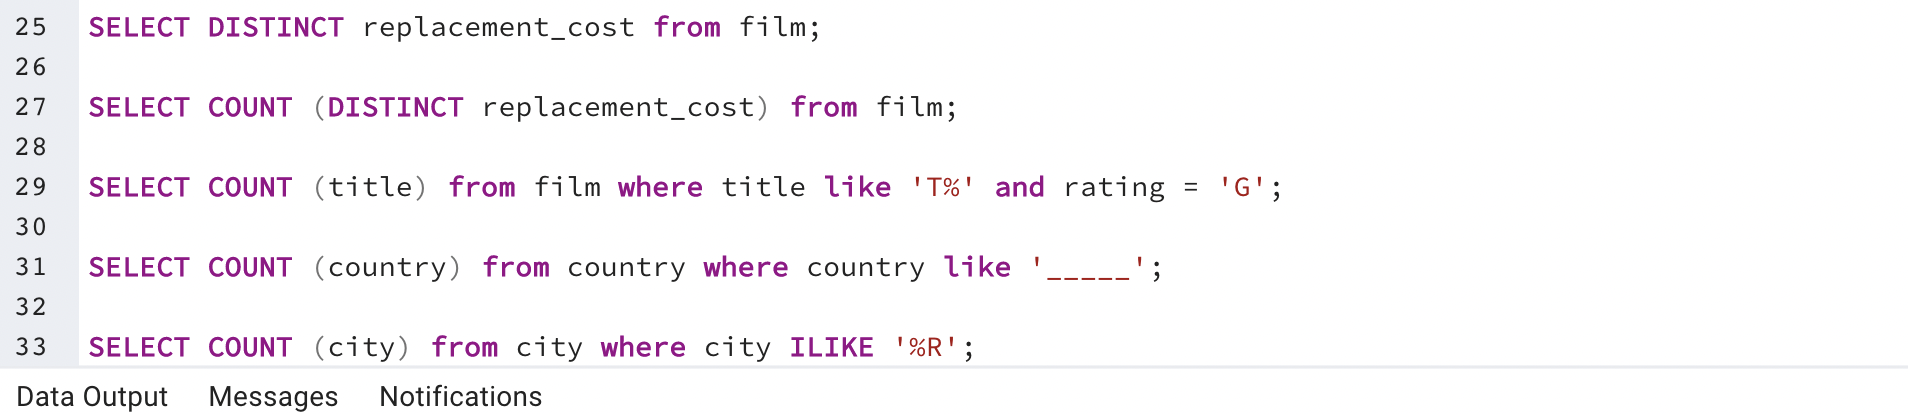 25 SELECT DISTINCT replacement_cost from film;
26
27 SELECT COUNT (DISTINCT replacement_cost) from film;
28
29 SELECT COUNT (title) from film where title like 'T%' and rating = 'G';
30
31 SELECT COUNT (country) from country where country like '_____';
32
33 SELECT COUNT (city) from city where city ILIKE '%R';
Data Output Messages Notifications